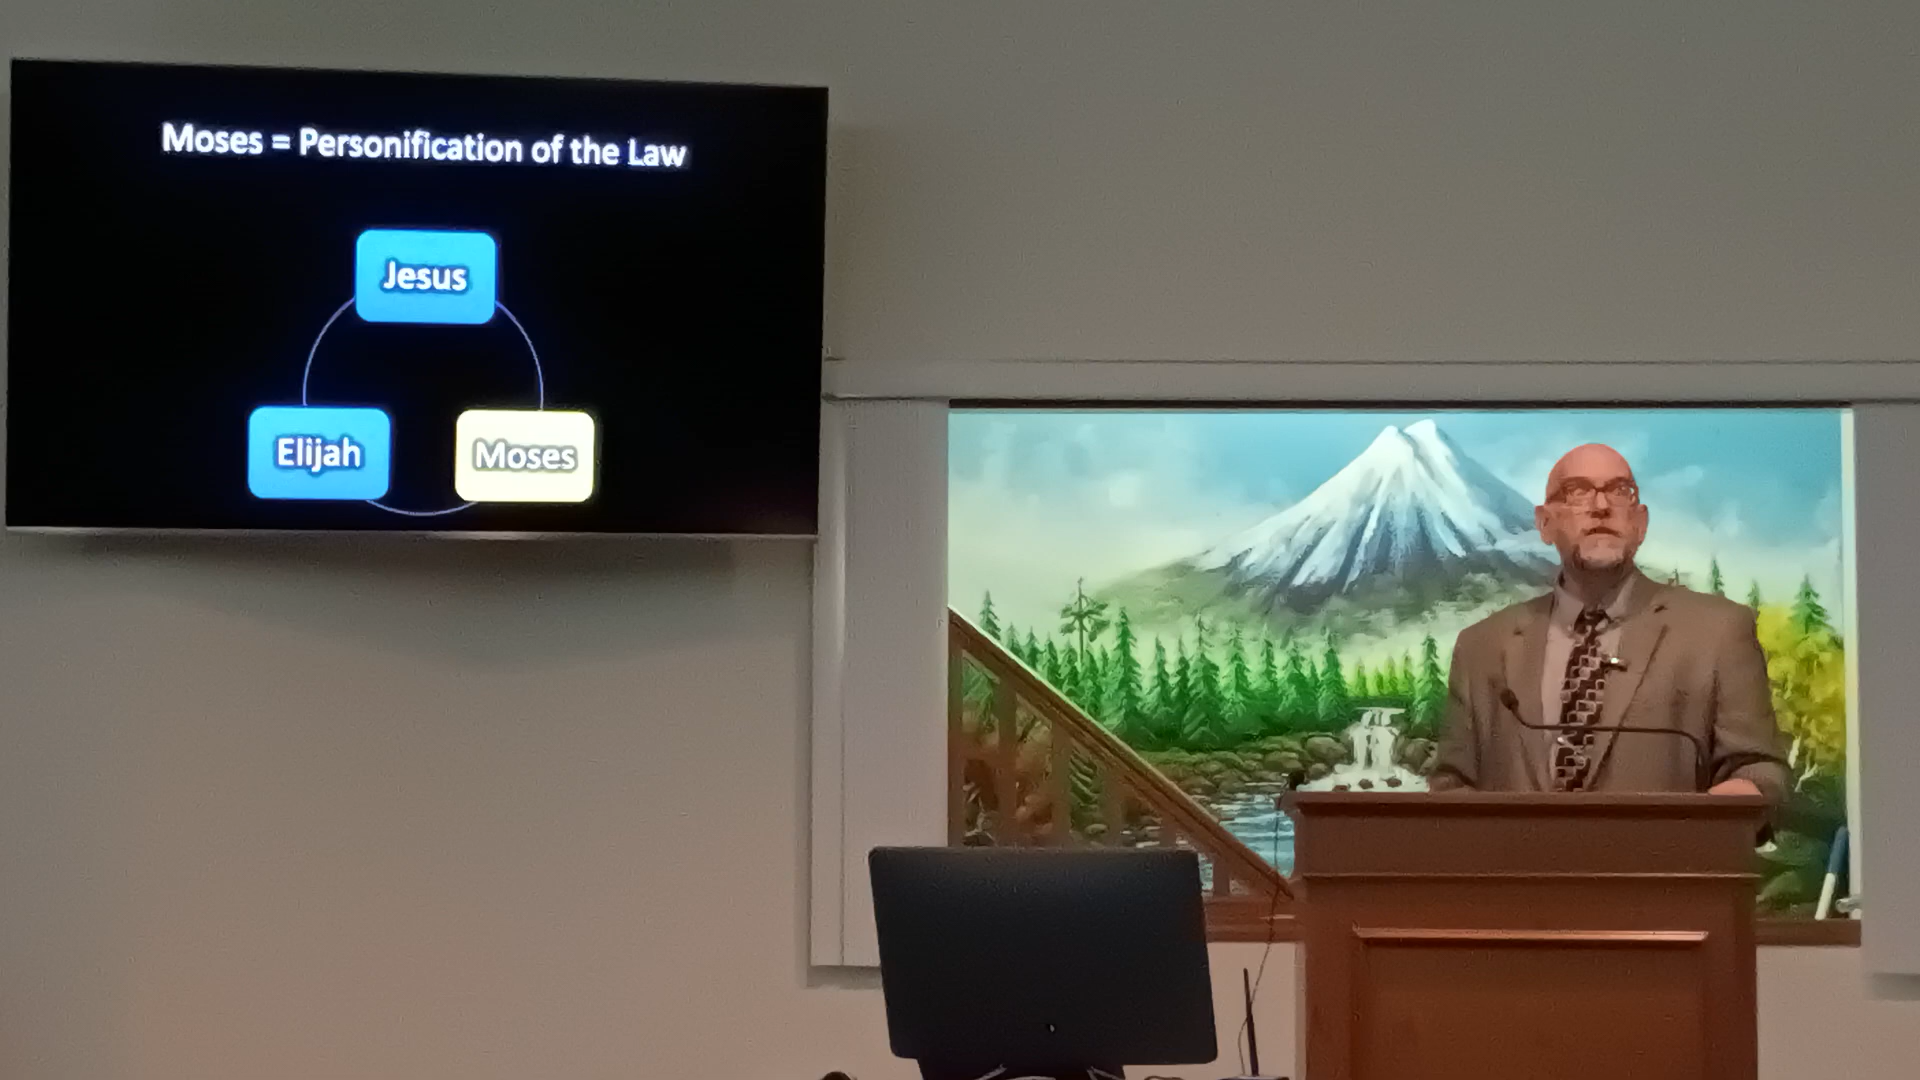 Moses = Personification of the Law
Jesus
Elijah
Moses